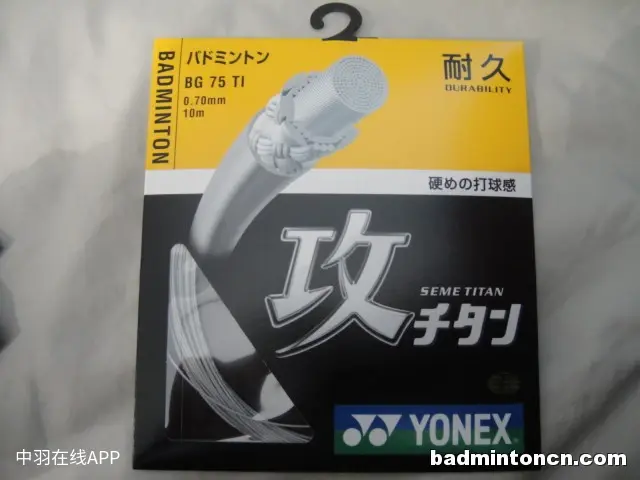 BADMINTON
バドミントン
BG 75 TI
0.70mm
10m
耐久
DURABILITY
硬めの打球感
攻
SEME TITAN
チタン
YONEX
中羽在线APP
badmintoncn.com